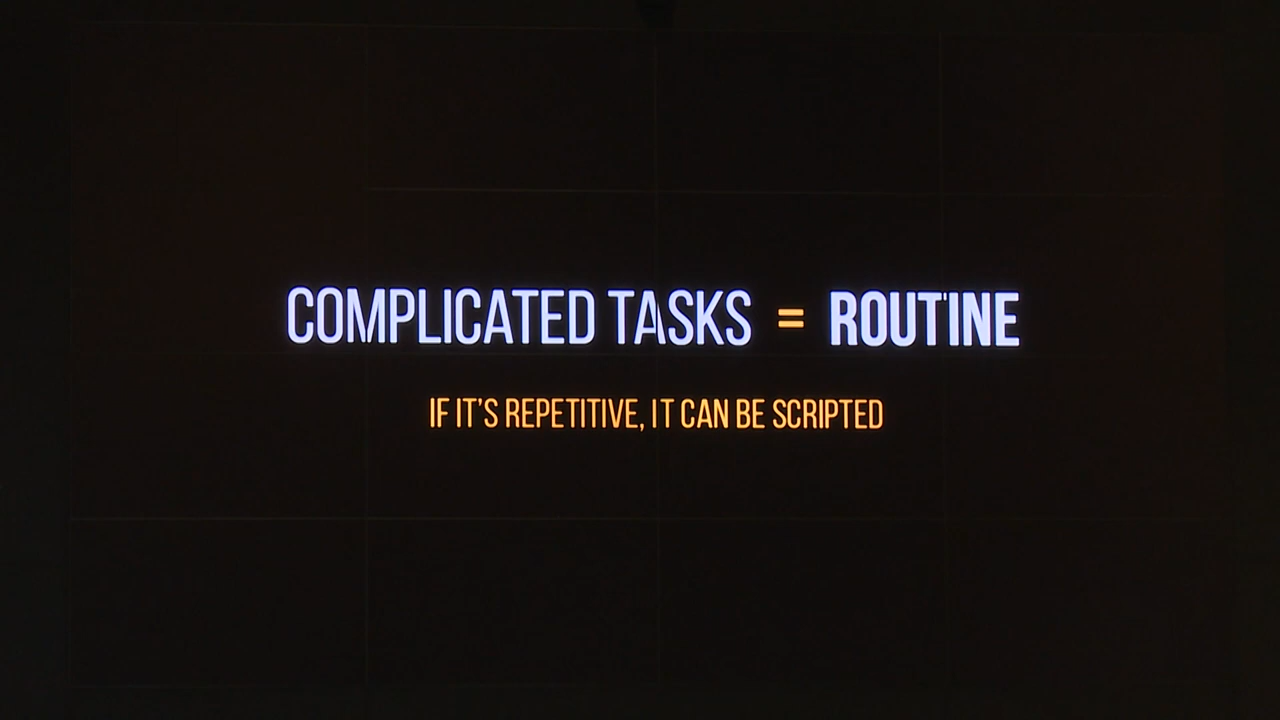 COMPLICATED TASKS = ROUTINE
IF IT'S REPETITIVE, IT CAN BE SCRIPTED